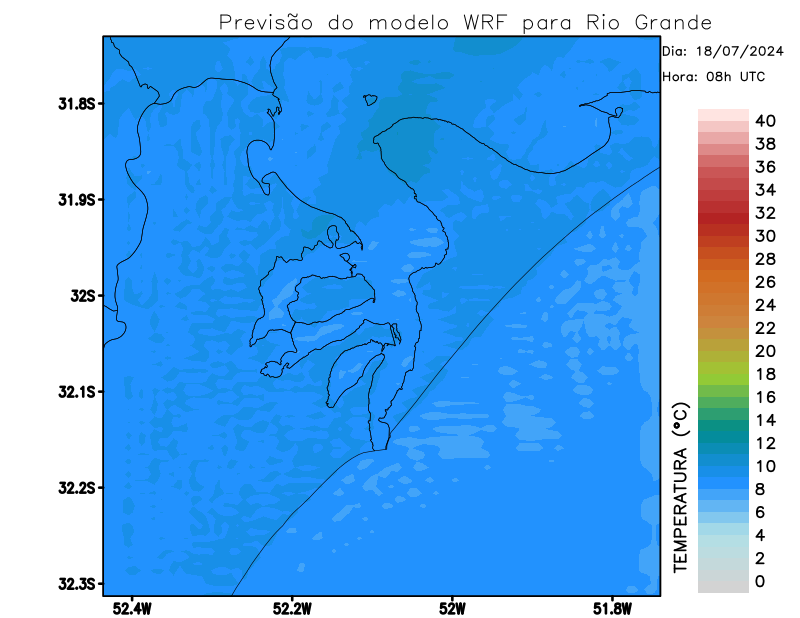 Previsão do modelo WRF para Rio Grande
Dia: 18/07/2024
Hora: 08h UTC
31.8S
31.9S
32S
32.1S
32.2S
32.3S
52.4W
52.2W
52W
51.8W
TEMPERATURA (°C)
40
38
36
34
32
30
28
26
24
22
20
18
16
14
12
10
8
6
4
2
0